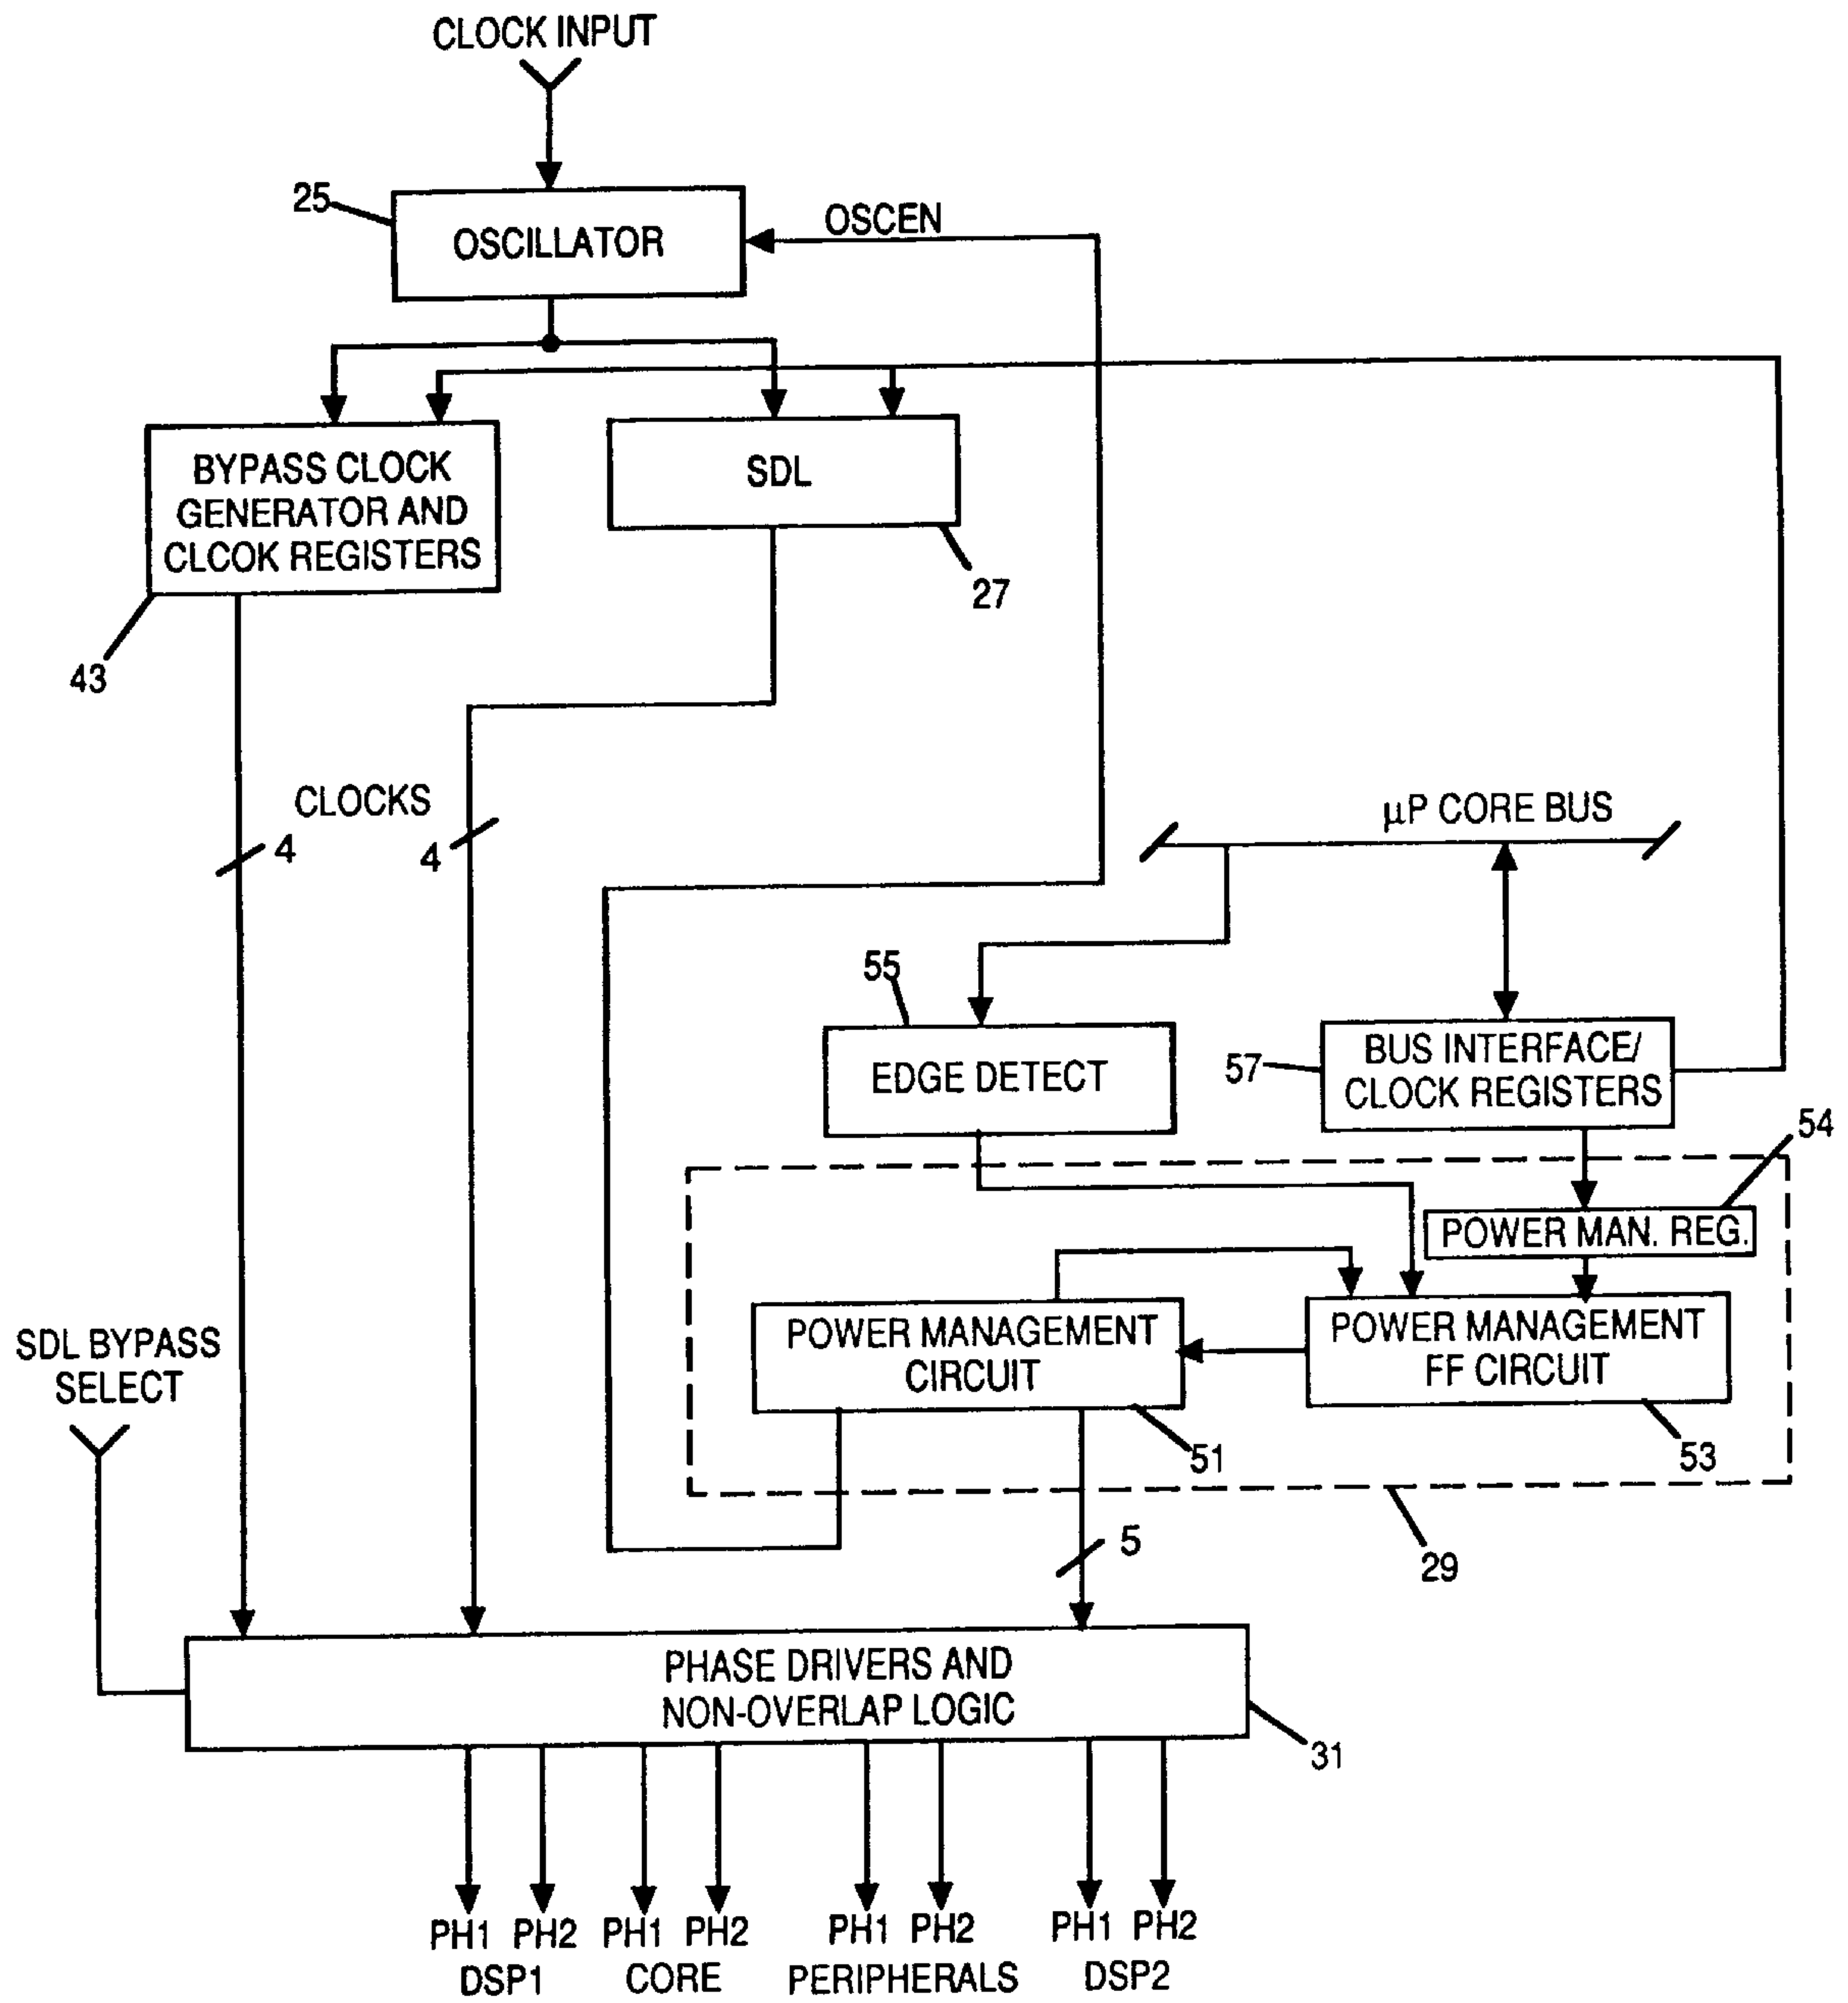 CLOCK INPUT
25
OSCILLATOR
OSCEN
BYPASS CLOCK
GENERATOR AND
CLCOK REGISTERS
SDL
27
43
CLOCKS
4
4
µP CORE BUS
55
EDGE DETECT
57
BUS INTERFACE/
CLOCK REGISTERS
54
POWER MAN. REG.
POWER MANAGEMENT
CIRCUIT
POWER MANAGEMENT
FF CIRCUIT
51
53
SDL BYPASS
SELECT
5
29
PHASE DRIVERS AND
NON-OVERLAP LOGIC
31
PH1 PH2 PH1 PH2 PH1 PH2 PH1 PH2
DSP1 CORE PERIPHERALS DSP2